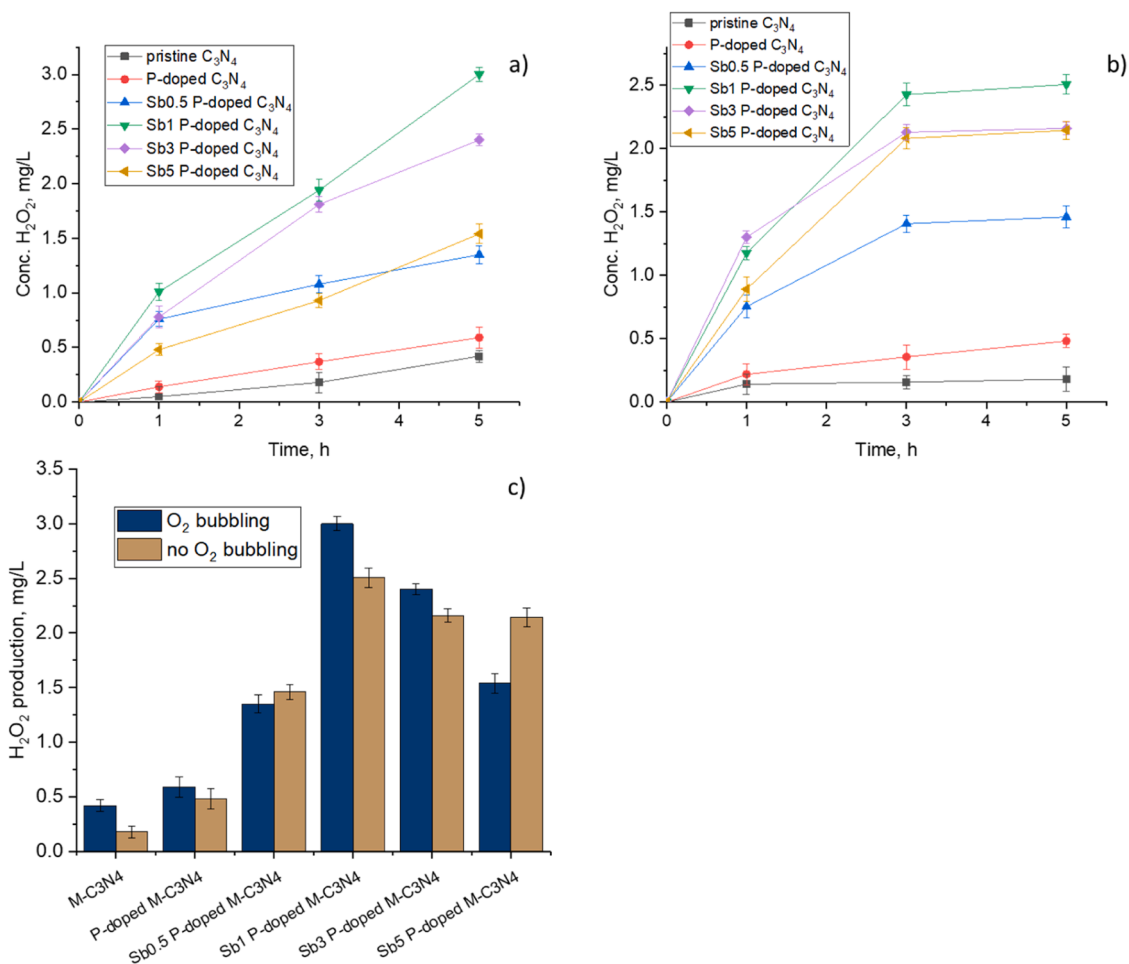 a)
pristine C₃N₄
P-doped C₃N₄
Sb0.5 P-doped C₃N₄
Sb1 P-doped C₃N₄
Sb3 P-doped C₃N₄
Sb5 P-doped C₃N₄
Conc. H₂O₂, mg/L
3.0
2.5
2.0
1.5
1.0
0.5
0.0
0 1 2 3 4 5
Time, h
b)
pristine C₃N₄
P-doped C₃N₄
Sb0.5 P-doped C₃N₄
Sb1 P-doped C₃N₄
Sb3 P-doped C₃N₄
Sb5 P-doped C₃N₄
Conc. H₂O₂, mg/L
2.5
2.0
1.5
1.0
0.5
0.0
0 1 2 3 4 5
Time, h
c)
O₂ bubbling
no O₂ bubbling
H₂O₂ production, mg/L
3.5
3.0
2.5
2.0
1.5
1.0
0.5
0.0
M-C3N4
P-doped M-C3N4
Sb0.5 P-doped M-C3N4
Sb1 P-doped M-C3N4
Sb3 P-doped M-C3N4
Sb5 P-doped M-C3N4